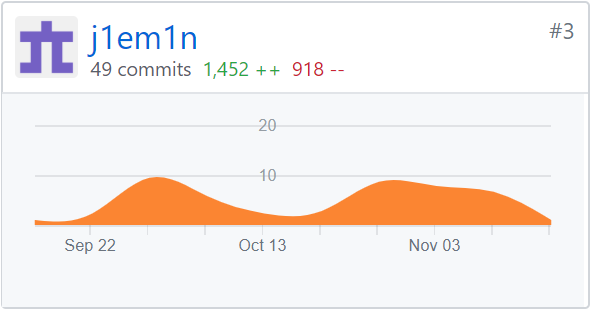 j1em1n
#3
49 commits 1,452 ++ 918 --
20
10
Sep 22 Oct 13 Nov 03